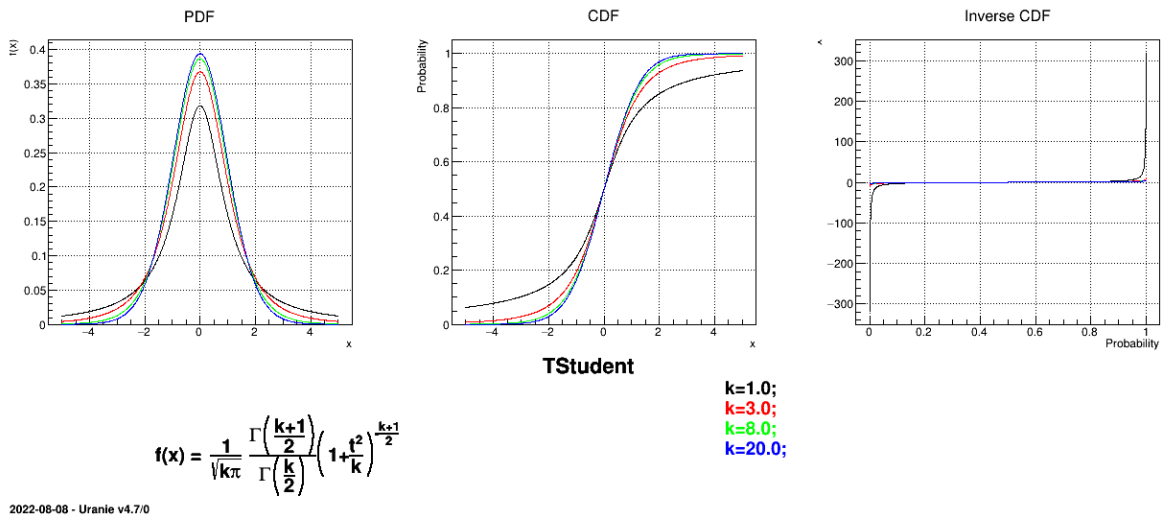 PDF
CDF
Inverse CDF
f(x)
0.4
0.35
0.3
0.25
0.2
0.15
0.1
0.05
0
−4
−2
0
2
4
x
Probability
1
0.8
0.6
0.4
0.2
0
−4
−2
0
2
4
x
300
200
100
0
−100
−200
−300
0
0.2
0.4
0.6
0.8
1
Probability
TStudent
k=1.0;
k=3.0;
k=8.0;
k=20.0;
f(x) = 1/√kπ Γ(k+1/2)/Γ(k/2) (1+t²/k)^-k+1/2
2022-08-08 - Uranie v4.7/0